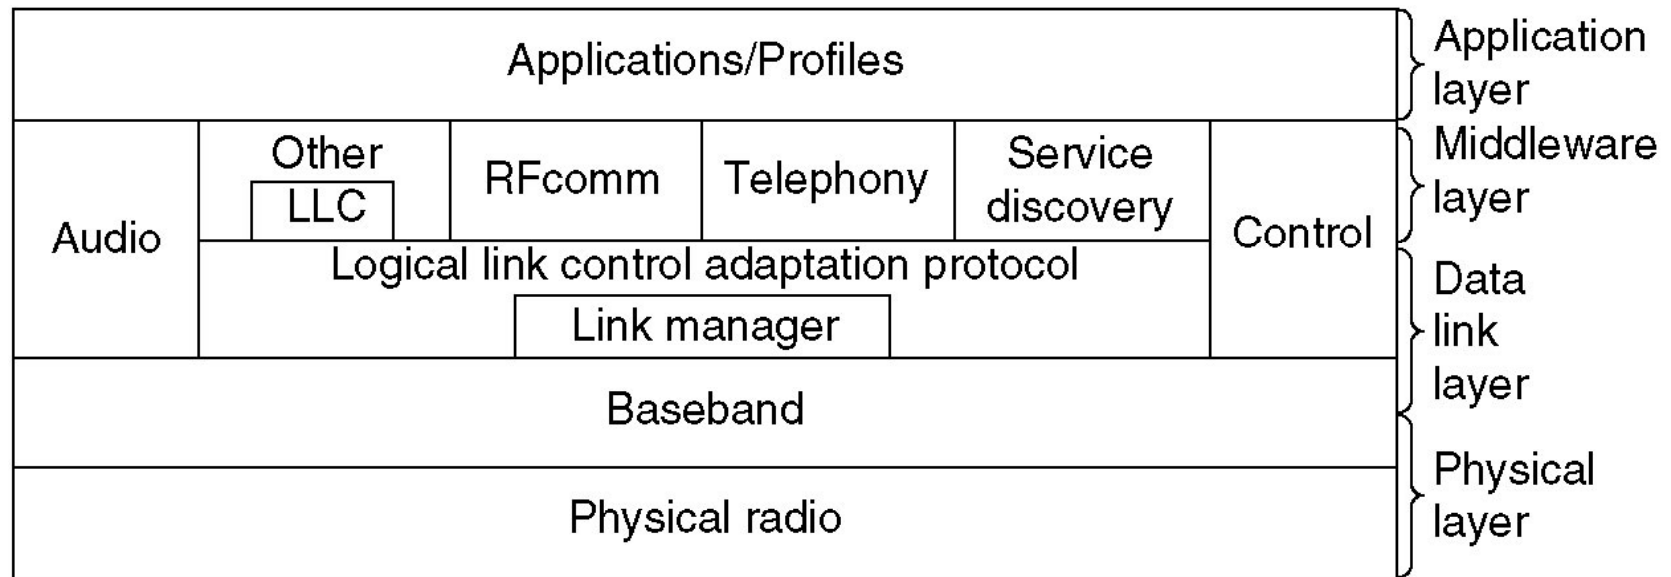 Applications/Profiles
Application
layer
Audio
Other
LLC
RFcomm
Telephony
Service
discovery
Control
Middleware
layer
Logical link control adaptation protocol
Link manager
Data
link
layer
Baseband
Physical radio
Physical
layer